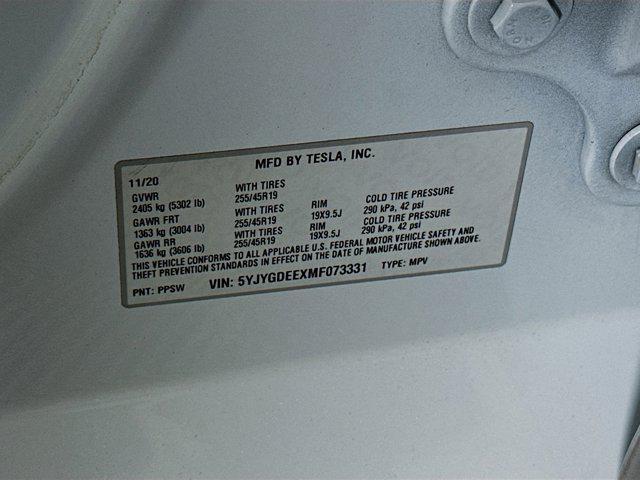 MFD BY TESLA, INC.
11/20
GVWR WITH TIRES
2405 kg (5302 lb) 255/45R19 RIM COLD TIRE PRESSURE
GAWR FRT WITH TIRES 19X9.5J 290 kPa, 42 psi
1363 kg (3004 lb) 255/45R19 RIM COLD TIRE PRESSURE
GAWR RR WITH TIRES 19X9.5J 290 kPa, 42 psi
1636 kg (3606 lb) 255/45R19
THIS VEHICLE CONFORMS TO ALL APPLICABLE U.S. FEDERAL MOTOR VEHICLE SAFETY AND
THEFT PREVENTION STANDARDS IN EFFECT ON THE DATE OF MANUFACTURE SHOWN ABOVE.
PNT: PPSW VIN: 5YJYGDEEXMF073331 TYPE: MPV